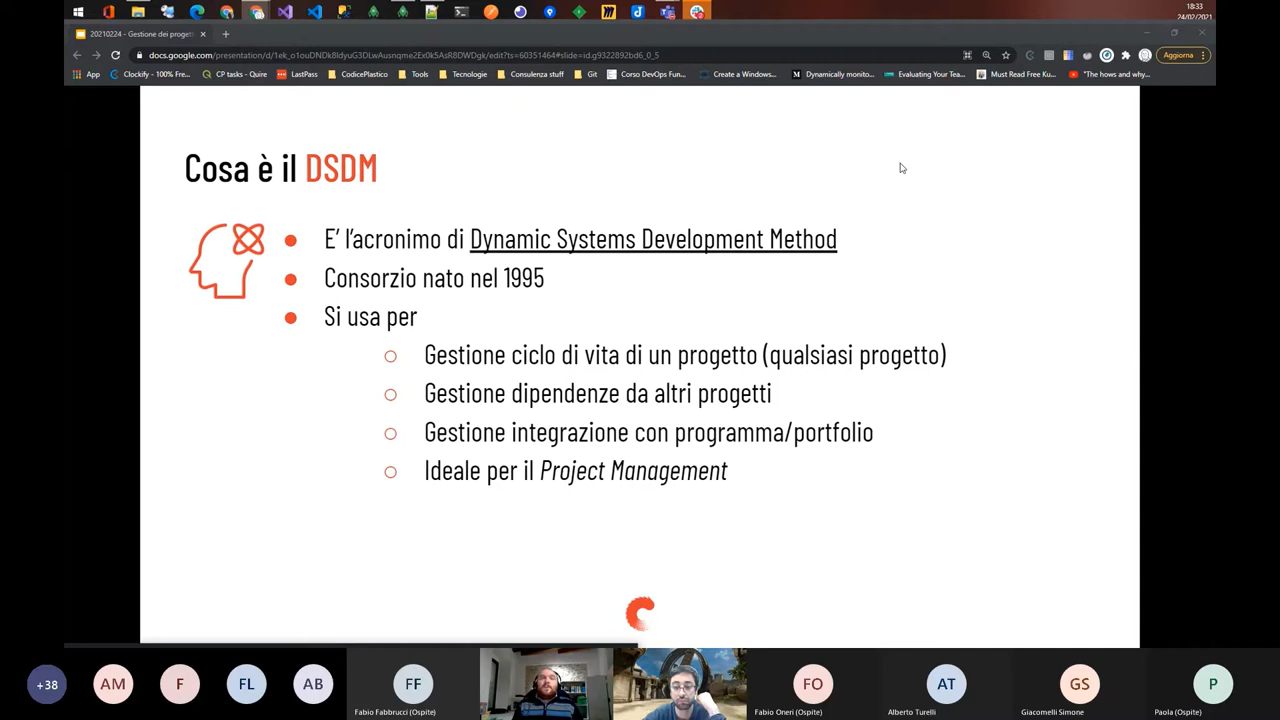 18:33
24/02/2021
20210224 - Gestione dei progett
docs.google.com/presentation/d/1ek_o1ouDNDk8ldyuG3DLwAusnqme2Ex0k5AsR8DWDgk/edit?ts=60351464#slide=id.g9322892bd6_0_5
Aggiorna
App
Clockify - 100% Fre...
CP tasks - Quire
LastPass
CodicePlastico
Tools
Tecnologie
Consulenza stuff
Git
Corso DevOps Fun...
Create a Windows...
Dynamically monito...
Evaluating Your Tea...
Must Read Free Ku...
"The hows and why...
Cosa è il DSDM
E' l'acronimo di Dynamic Systems Development Method
Consorzio nato nel 1995
Si usa per
Gestione ciclo di vita di un progetto (qualsiasi progetto)
Gestione dipendenze da altri progetti
Gestione integrazione con programma/portfolio
Ideale per il Project Management
+38
AM
F
FL
AB
FF
Fabio Fabbrucci (Ospite)
FO
Fabio Oneri (Ospite)
AT
Alberto Turelli
GS
Giacomelli Simone
P
Paola (Ospite)